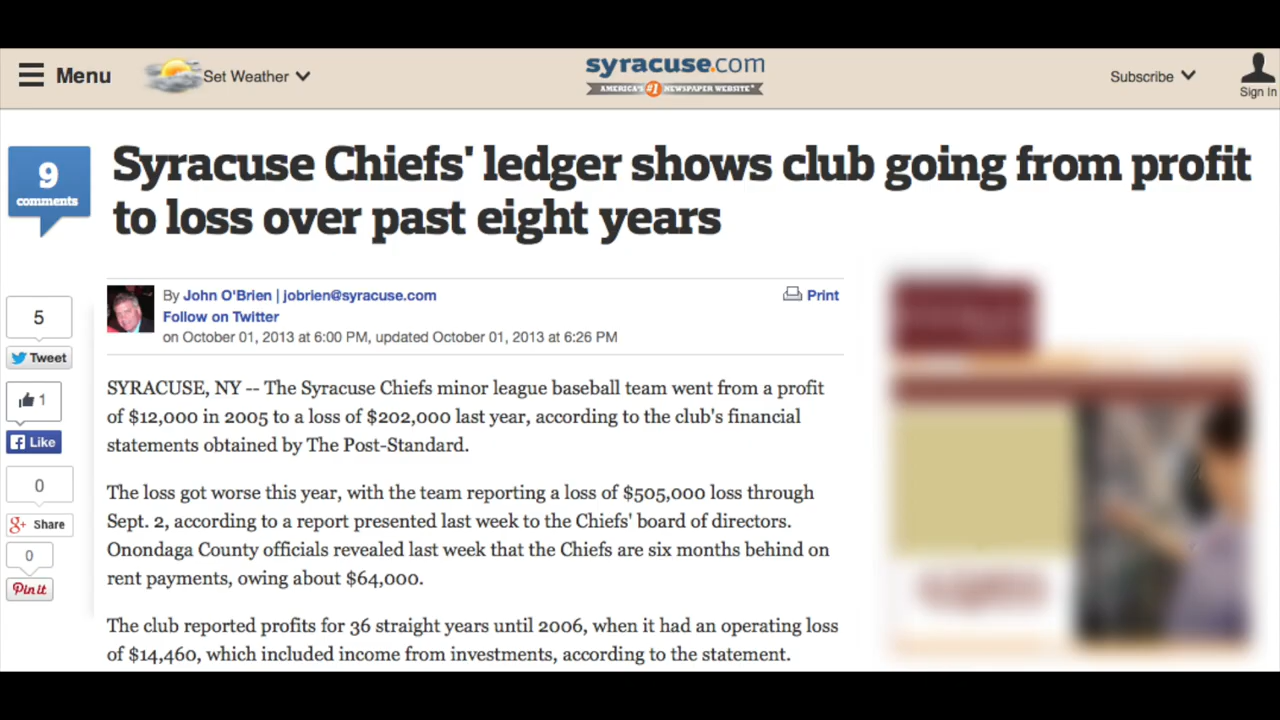 Menu
Set Weather
syracuse.com
AMERICA'S #1 NEWSPAPER WEBSITE*
Subscribe
Sign In
9
comments
Syracuse Chiefs' ledger shows club going from profit
to loss over past eight years
By John O'Brien | jobrien@syracuse.com
Follow on Twitter
on October 01, 2013 at 6:00 PM, updated October 01, 2013 at 6:26 PM
Print
5
Tweet
1
Like
0
g+ Share
0
Pinit
SYRACUSE, NY -- The Syracuse Chiefs minor league baseball team went from a profit
of $12,000 in 2005 to a loss of $202,000 last year, according to the club's financial
statements obtained by The Post-Standard.
The loss got worse this year, with the team reporting a loss of $505,000 loss through
Sept. 2, according to a report presented last week to the Chiefs' board of directors.
Onondaga County officials revealed last week that the Chiefs are six months behind on
rent payments, owing about $64,000.
The club reported profits for 36 straight years until 2006, when it had an operating loss
of $14,460, which included income from investments, according to the statement.